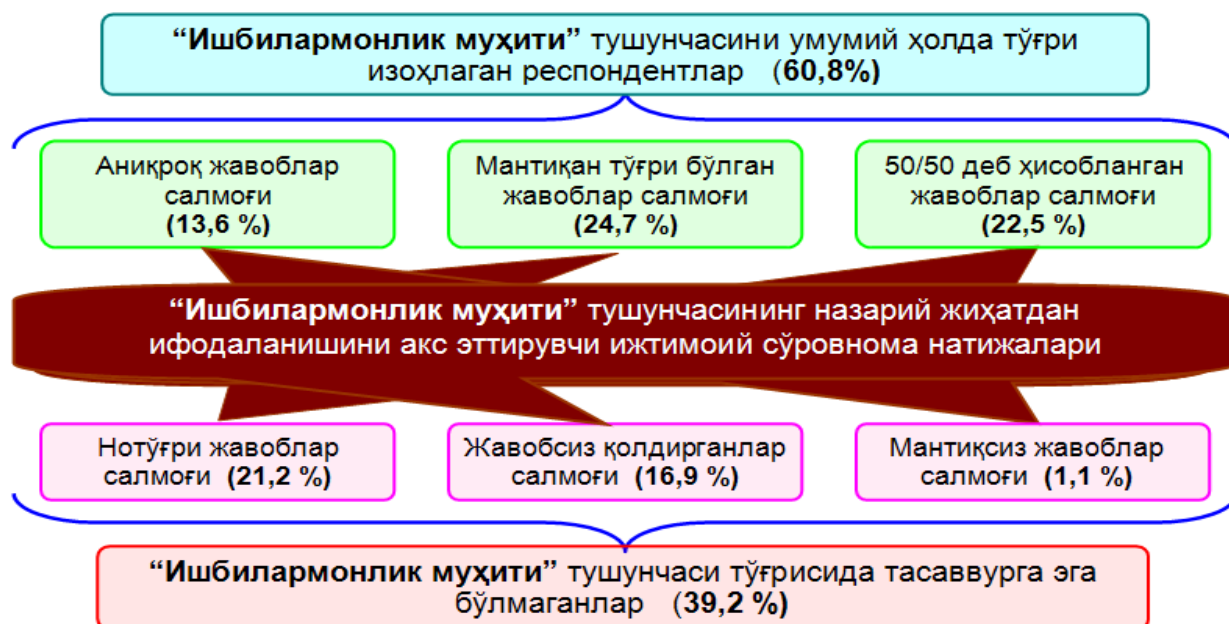 “Ишбилармонлик муҳити” тушунчасини умумий ҳолда тўғри
изоҳлаган респондентлар (60,8%)
Аниқроқ жавоблар
салмоғи
(13,6 %)
Мантиқан тўғри бўлган
жавоблар салмоғи
(24,7 %)
50/50 деб ҳисобланган
жавоблар салмоғи
(22,5 %)
“Ишбилармонлик муҳити” тушунчасининг назарий жиҳатдан
ифодаланишини акс эттирувчи ижтимоий сўровнома натижалари
Нотўғри жавоблар
салмоғи (21,2 %)
Жавобсиз қолдирганлар
салмоғи (16,9 %)
Мантиқсиз жавоблар
салмоғи (1,1 %)
“Ишбилармонлик муҳити” тушунчаси тўғрисида тасаввурга эга
бўлмаганлар (39,2 %)